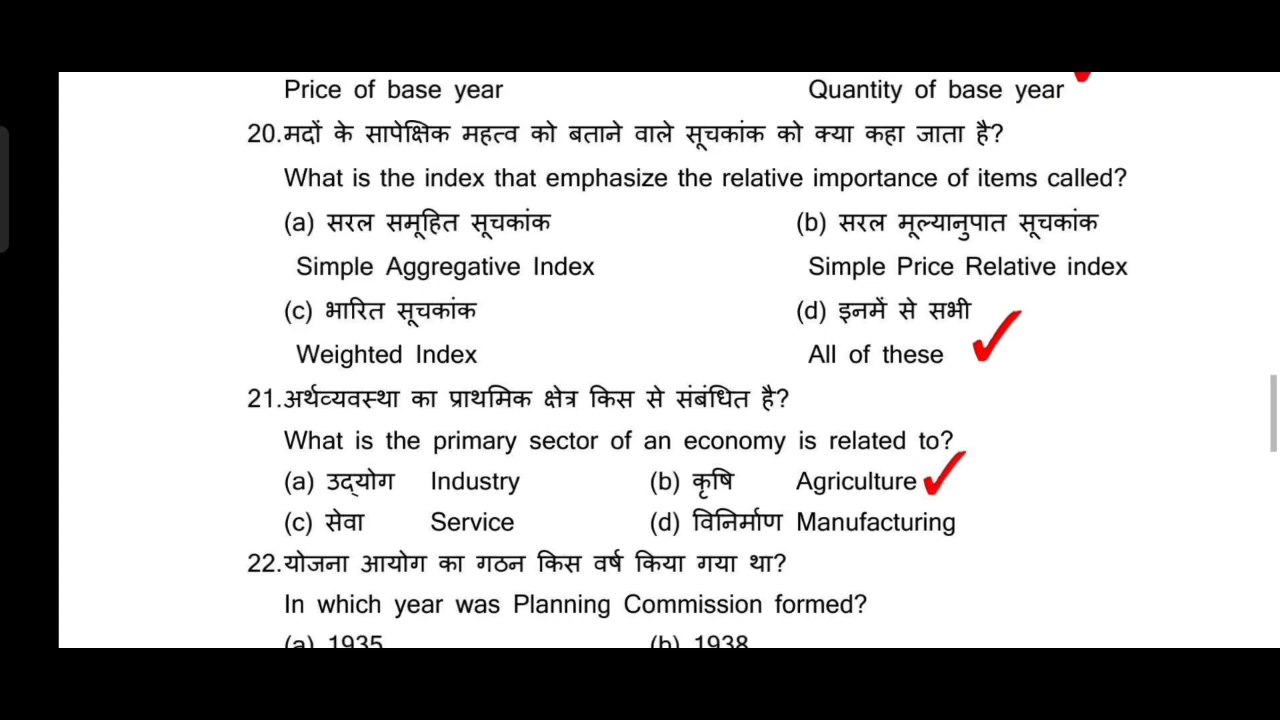 Price of base year Quantity of base year
20.मदों के सापेक्षिक महत्व को बताने वाले सूचकांक को क्या कहा जाता है?
What is the index that emphasize the relative importance of items called?
(a) सरल समूहित सूचकांक (b) सरल मूल्यानुपात सूचकांक
Simple Aggregative Index Simple Price Relative index
(c) भारित सूचकांक (d) इनमें से सभी
Weighted Index All of these
21.अर्थव्यवस्था का प्राथमिक क्षेत्र किस से संबंधित है?
What is the primary sector of an economy is related to?
(a) उद्योग Industry (b) कृषि Agriculture
(c) सेवा Service (d) विनिर्माण Manufacturing
22.योजना आयोग का गठन किस वर्ष किया गया था?
In which year was Planning Commission formed?
(a) 1935 (b) 1938